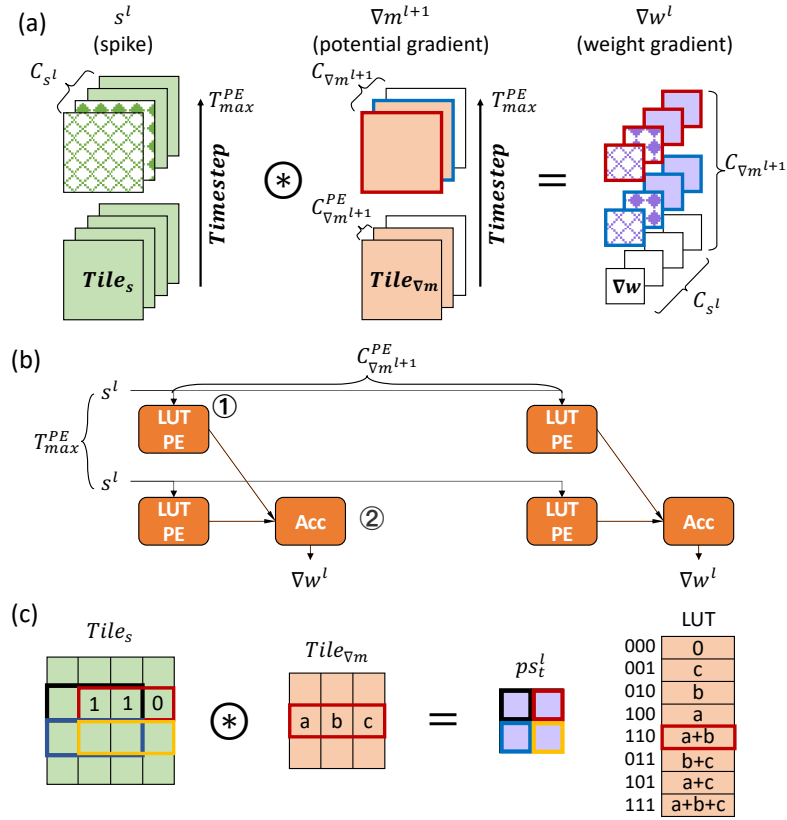 (a)
s^l
(spike)
∇m^{l+1}
(potential gradient)
∇w^l
(weight gradient)
C_{s^l}
T_{max}^{PE}
C_{∇m^{l+1}}
T_{max}^{PE}
Timestep
Timestep
⊛
=
C_{∇m^{l+1}}
C_{∇m^{l+1}}^{PE}
Tile_s
Tile_{∇m}
∇w
C_{s^l}
(b)
C_{∇m^{l+1}}^{PE}
s^l
T_{max}^{PE}
LUT PE
①
LUT PE
s^l
LUT PE
Acc
②
LUT PE
Acc
∇w^l
∇w^l
(c)
Tile_s
Tile_{∇m}
ps_t^l
LUT
1 1 0
⊛
a b c
=
000 0
001 c
010 b
100 a
110 a+b
011 b+c
101 a+c
111 a+b+c